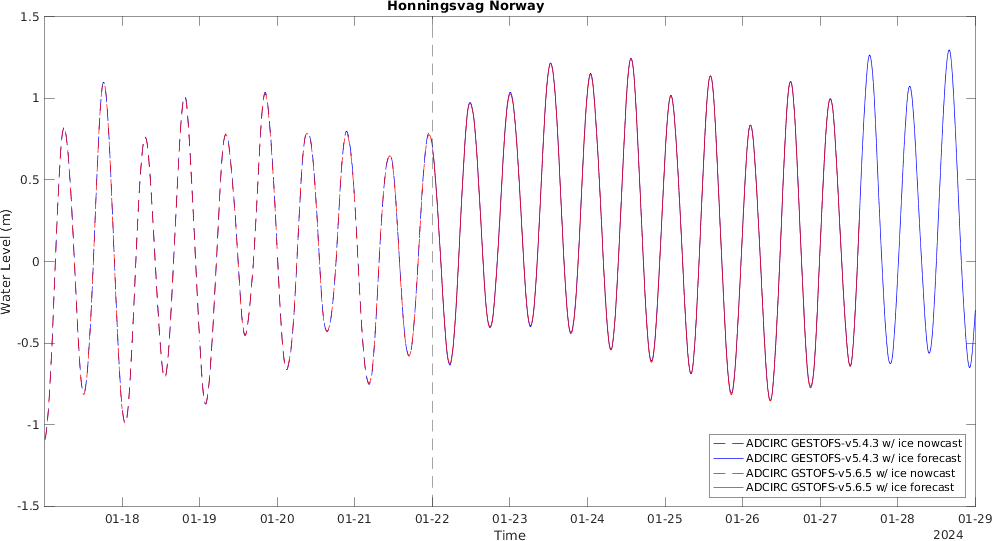 Honningsvag Norway
1.5
1
0.5
0
-0.5
-1
-1.5
Water Level (m)
01-18 01-19 01-20 01-21 01-22 01-23 01-24 01-25 01-26 01-27 01-28 01-29
Time
2024
ADCIRC GESTOFS-v5.4.3 w/ ice nowcast
ADCIRC GESTOFS-v5.4.3 w/ ice forecast
ADCIRC GSTOFS-v5.6.5 w/ ice nowcast
ADCIRC GSTOFS-v5.6.5 w/ ice forecast